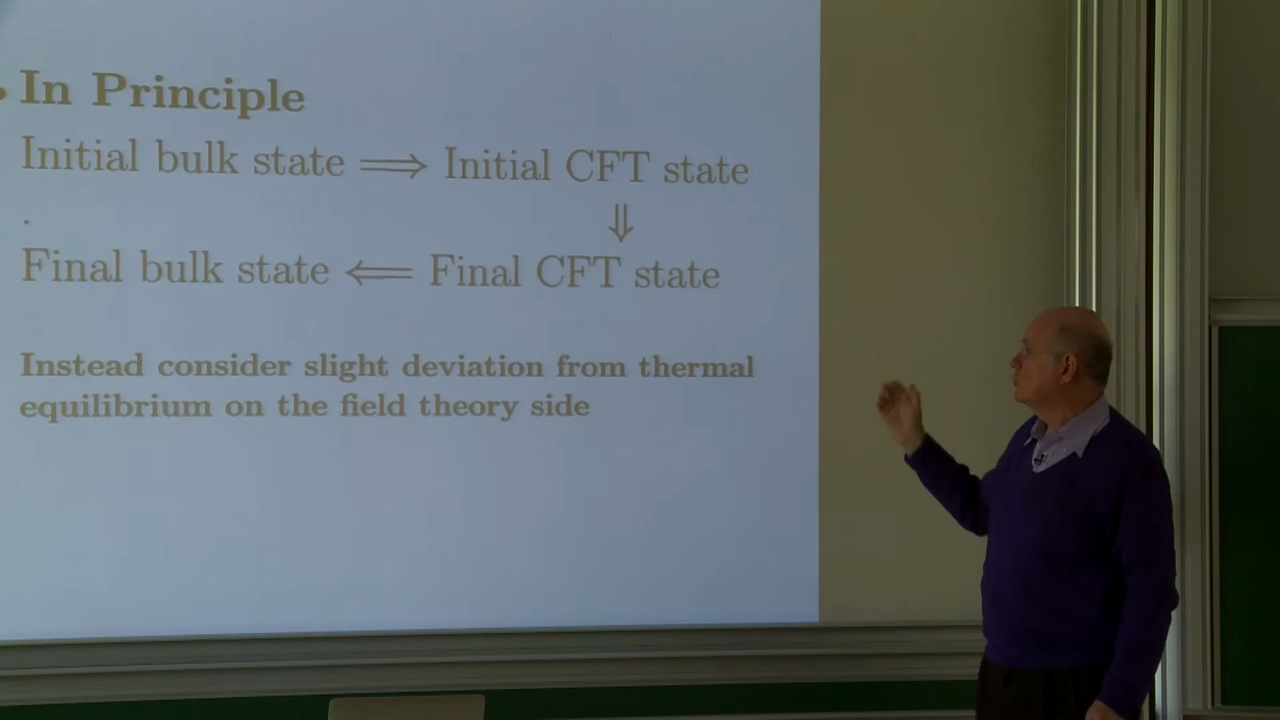 • In Principle
Initial bulk state ⟹ Initial CFT state
. ⇓
Final bulk state ⟸ Final CFT state
Instead consider slight deviation from thermal
equilibrium on the field theory side